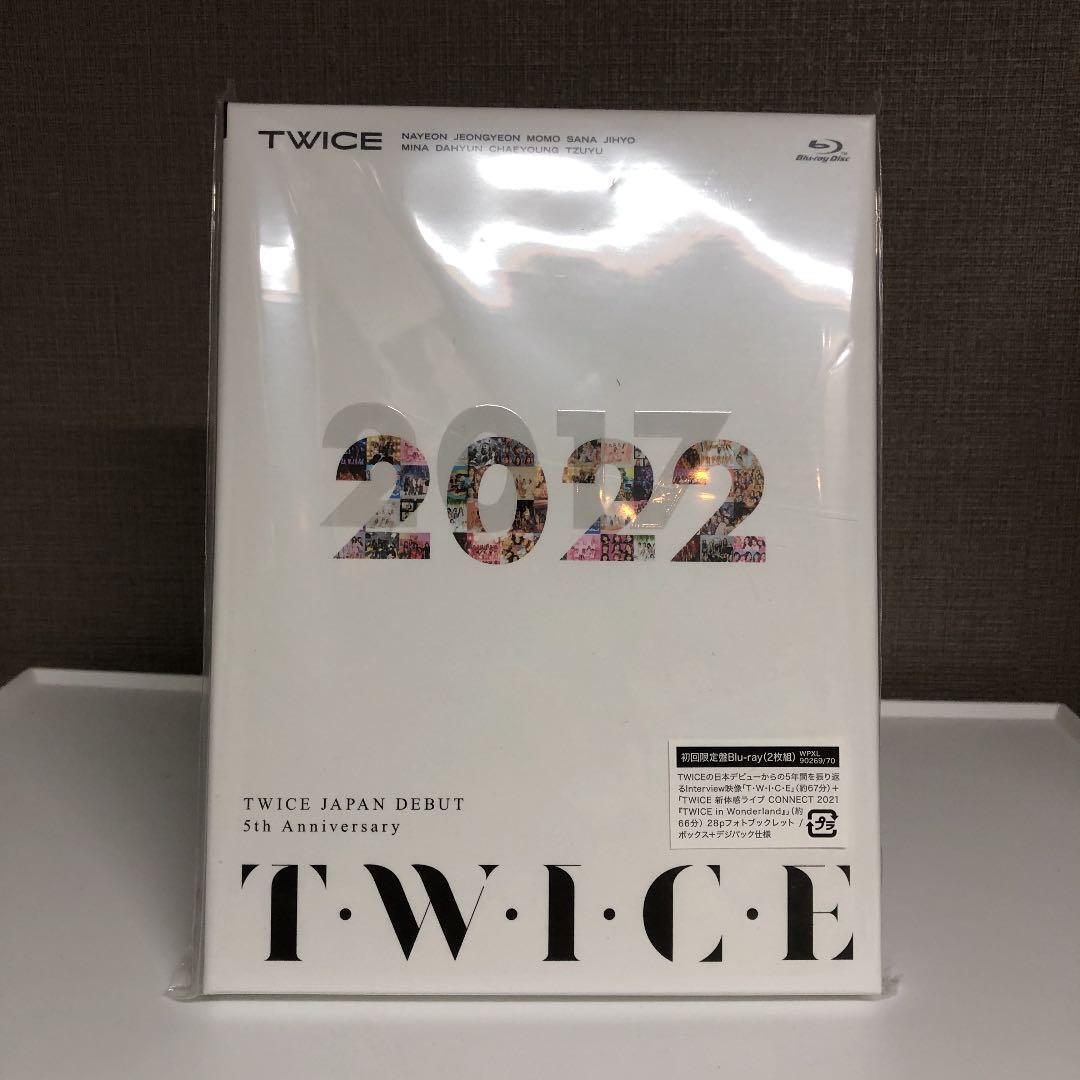 TWICE
NAYEON JEONGYEON MOMO SANA JIHYO
MINA DAHYUN CHAEYOUNG TZUYU
Blu-ray Disc
TM
2017
2022
初回限定盤Blu-ray(2枚組) WPXL 90269/70
TWICEの日本デビューからの5年間を振り返
るInterview映像「T・W・I・C・E」(約67分)+
「TWICE 新体感ライブ CONNECT 2021
『TWICE in Wonderland』」(約
66分) 28pフォトブックレット /
ボックス+デジパック仕様
プラ
TWICE JAPAN DEBUT
5th Anniversary
T・W・I・C・E